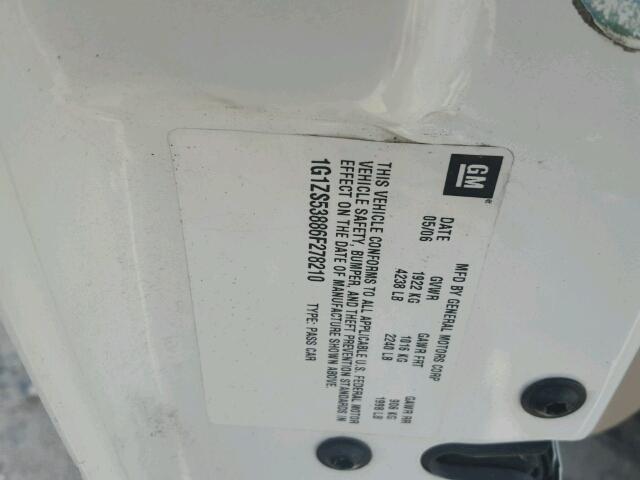 GM
MFD BY GENERAL MOTORS CORP
DATE GVWR GAWR FRT GAWR RR
05/06 1922 KG 1016 KG 906 KG
4238 LB 2240 LB 1998 LB
THIS VEHICLE CONFORMS TO ALL APPLICABLE U.S. FEDERAL MOTOR
VEHICLE SAFETY, BUMPER, AND THEFT PREVENTION STANDARDS IN
EFFECT ON THE DATE OF MANUFACTURE SHOWN ABOVE.
1G1ZS53886F278210 TYPE: PASS CAR